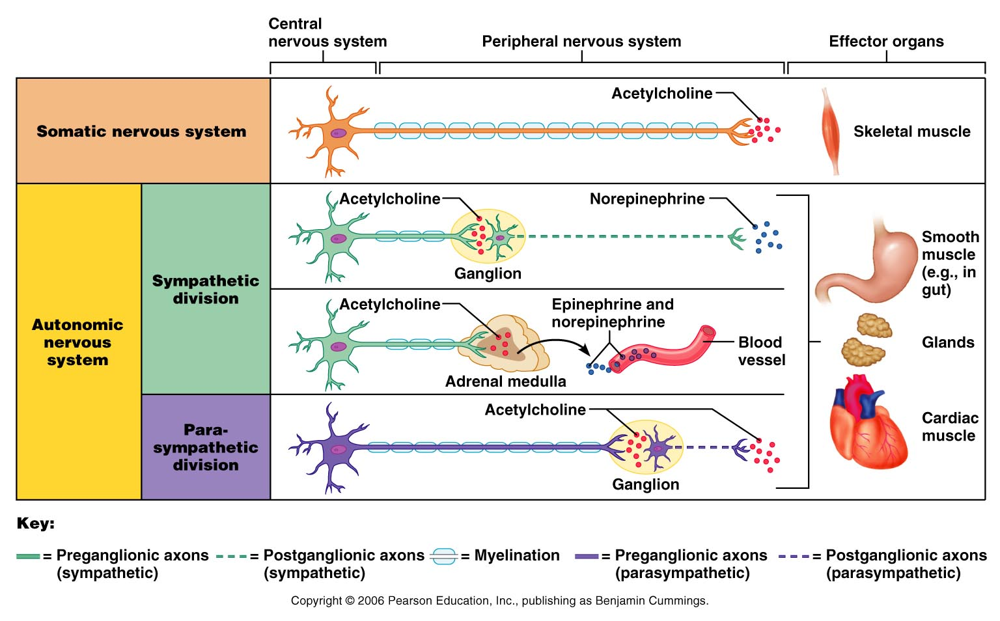 Central
nervous system
Peripheral nervous system
Effector organs
Somatic nervous system
Acetylcholine
Skeletal muscle
Autonomic
nervous
system
Sympathetic
division
Acetylcholine
Ganglion
Norepinephrine
Acetylcholine
Adrenal medulla
Epinephrine and
norepinephrine
Blood
vessel
Para-
sympathetic
division
Acetylcholine
Ganglion
Smooth
muscle
(e.g., in
gut)
Glands
Cardiac
muscle
Key:
= Preganglionic axons
(sympathetic)
= Postganglionic axons
(sympathetic)
= Myelination
= Preganglionic axons
(parasympathetic)
= Postganglionic axons
(parasympathetic)
Copyright © 2006 Pearson Education, Inc., publishing as Benjamin Cummings.